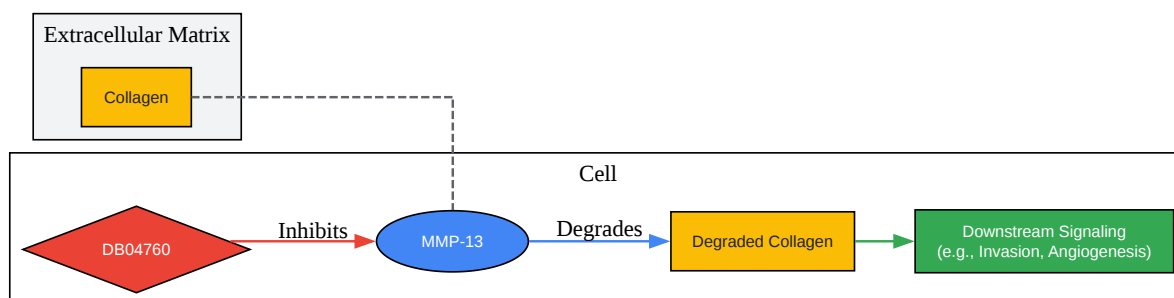 Extracellular Matrix
Collagen
Cell
DB04760
Inhibits
MMP-13
Degrades
Degraded Collagen
Downstream Signaling
(e.g., Invasion, Angiogenesis)